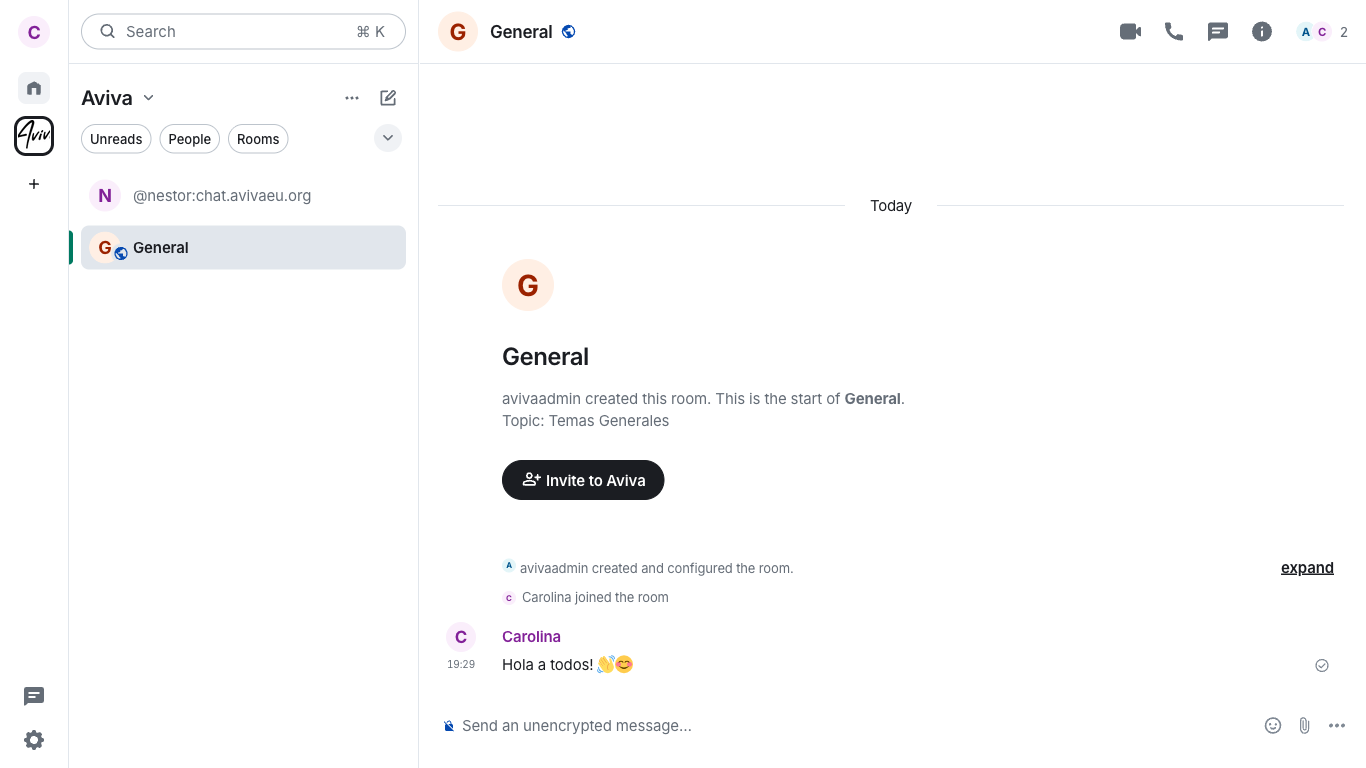 C
Search
⌘ K
Aviva
Unreads
People
Rooms
Aviv
N
@nestor:chat.avivaeu.org
G
General
G
General
A
C
2
Today
G
General
avivaadmin created this room. This is the start of General.
Topic: Temas Generales
Invite to Aviva
A
avivaadmin created and configured the room.
expand
C
Carolina joined the room
C
Carolina
19:29
Hola a todos! 👋😊
Send an unencrypted message…